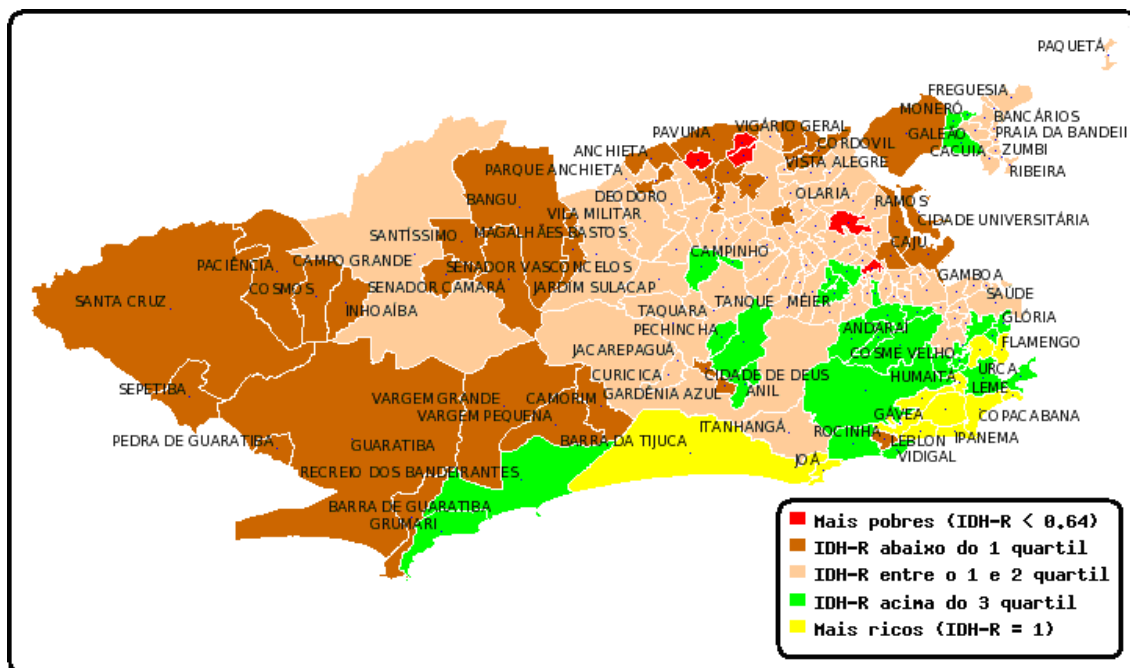 PAQUETÁ
FREGUESIA
MONERÓ
BANCÁRIOS
PAVUNA
VIGÁRIO GERAL
GALEÃO
PRAIA DA BANDEII
CORDOVIL
ANCHIETA
CACUIA
ZUMBI
VISTA ALEGRE
PARQUE ANCHIETA
RIBEIRA
BANGU
DEODORO
OLARIA
RAMOS
VILA MILITAR
CIDADE UNIVERSITÁRIA
SANTÍSSIMO
MAGALHÃES BASTOS
CAJU
CAMPINHO
PACIÊNCIA
CAMPO GRANDE
SENADOR VASCONCELOS
GAMBOA
COSMOS
SENADOR CAMARÁ
JARDIM SULACAP
SAÚDE
SANTA CRUZ
INHOAÍBA
TAQUARA
TANQUE
MÉIER
GLÓRIA
PECHINCHA
ANDARAÍ
FLAMENGO
JACAREPAGUÁ
COSME VELHO
URCA
CURICICA
CIDADE DE DEUS
HUMAITÁ
LEME
SEPETIBA
GARDÊNIA AZUL
ANIL
VARGEM GRANDE
CAMORIM
VARGEM PEQUENA
GÁVEA
COPACABANA
ITANHANGÁ
ROCINHA
PEDRA DE GUARATIBA
GUARATIBA
BARRA DA TIJUCA
LEBLON
IPANEMA
VIDIGAL
JOÁ
RECREIO DOS BANDEIRANTES
BARRA DE GUARATIBA
GRUMARI
Mais pobres (IDH-R < 0.64)
IDH-R abaixo do 1 quartil
IDH-R entre o 1 e 2 quartil
IDH-R acima do 3 quartil
Mais ricos (IDH-R = 1)